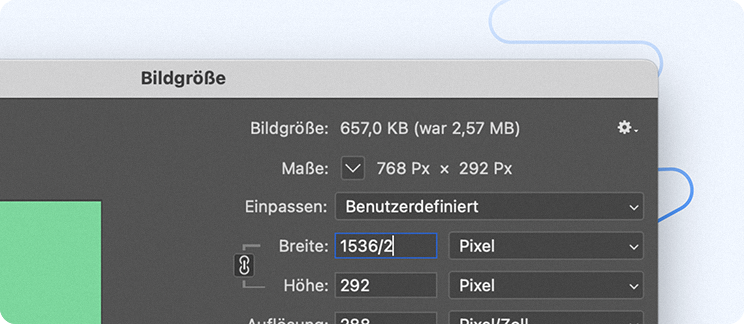 Bildgröße
Bildgröße: 657,0 KB (war 2,57 MB)
Maße: 768 Px × 292 Px
Einpassen: Benutzerdefiniert
Breite: 1536/2 Pixel
Höhe: 292 Pixel
Auflösung: 288 Pixel/Zoll